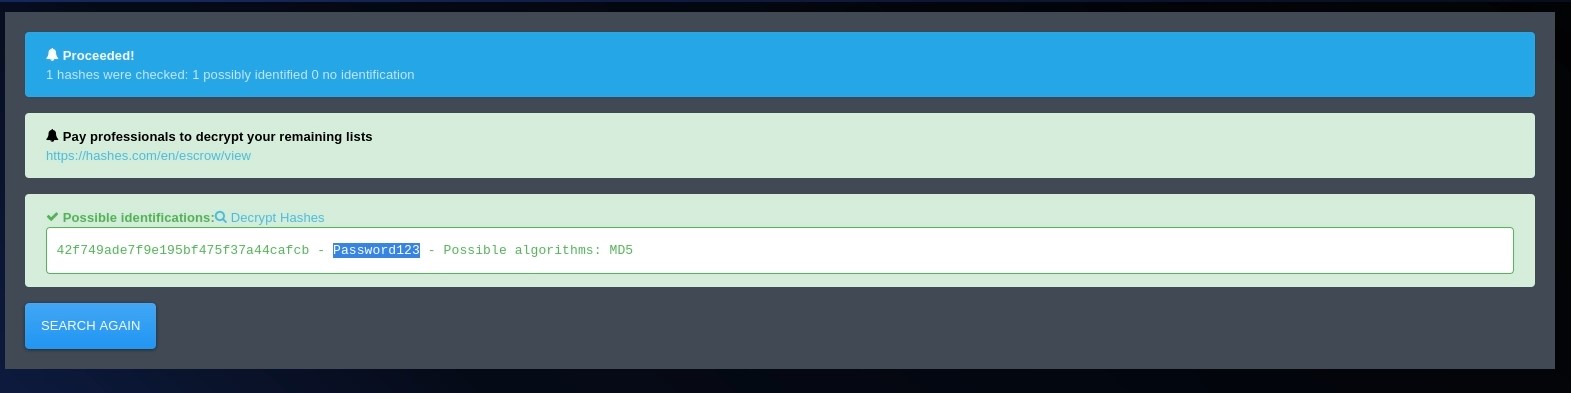 Proceeded!
1 hashes were checked: 1 possibly identified 0 no identification
Pay professionals to decrypt your remaining lists
https://hashes.com/en/escrow/view
Possible identifications: Decrypt Hashes
42f749ade7f9e195bf475f37a44cafcb - Password123 - Possible algorithms: MD5
SEARCH AGAIN